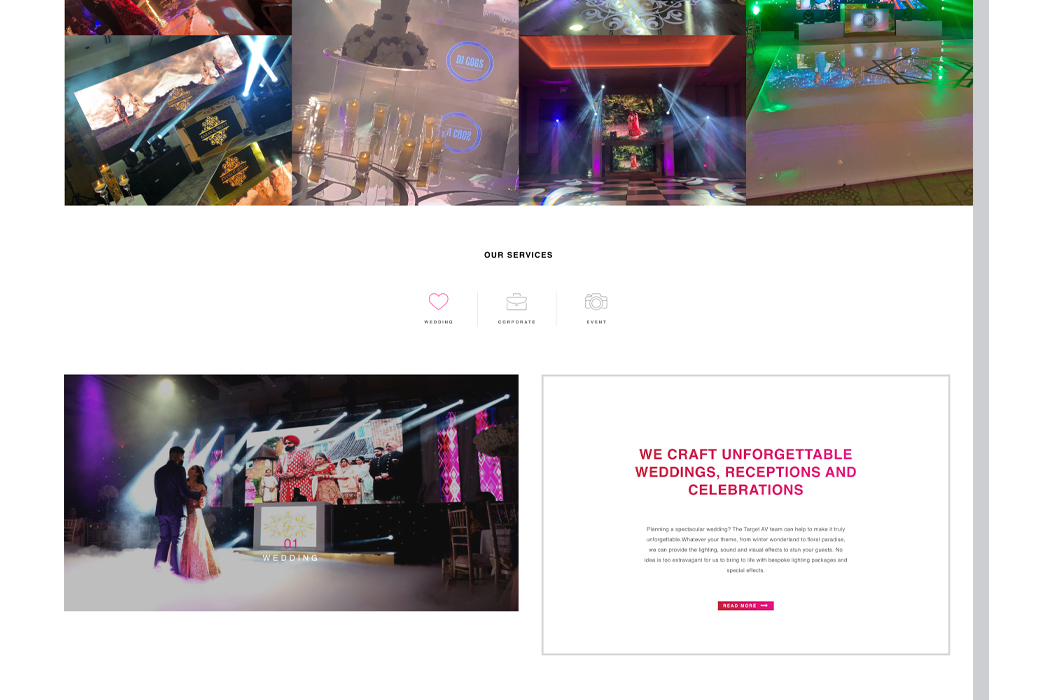 DJ GOGS
OUR SERVICES
WEDDING
CORPORATE
EVENT
01
WEDDING
WE CRAFT UNFORGETTABLE
WEDDINGS, RECEPTIONS AND
CELEBRATIONS
Planning a spectacular wedding? The Target AV team can help to make it truly
unforgettable.Whatever your theme, from winter wonderland to floral paradise,
we can provide the lighting, sound and visual effects to stun your guests. No
idea is too extravagant for us to bring to life with bespoke lighting packages and
special effects.
READ MORE